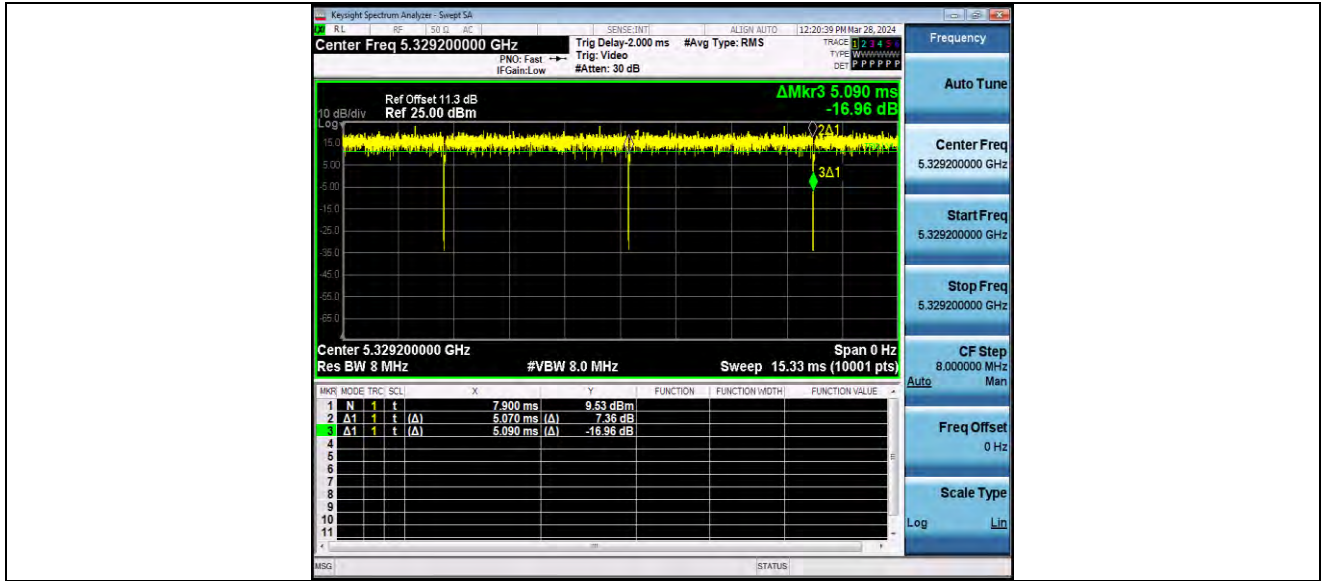 Keysight Spectrum Analyzer - Swept SA
RL RF 50 Ω AC SENSE:INT ALIGN AUTO 12:20:39 PM Mar 28, 2024
Center Freq 5.329200000 GHz
PNO: Fast
IFGain:Low
Trig Delay-2.000 ms
Trig: Video
#Atten: 30 dB
#Avg Type: RMS
TRACE 1 2 3 4 5 6
TYPE
DET P P P P P P
Frequency
ΔMkr3 5.090 ms
-16.96 dB
Ref Offset 11.3 dB
10 dB/div Ref 25.00 dBm
Log
15.0
5.00
-5.00
-15.0
-25.0
-35.0
-45.0
-55.0
-65.0
1
2Δ1
3Δ1
Center 5.329200000 GHz Span 0 Hz
Res BW 8 MHz #VBW 8.0 MHz Sweep 15.33 ms (10001 pts)
MKR MODE TRC SCL X Y FUNCTION FUNCTION WIDTH FUNCTION VALUE
1 N 1 t 7.900 ms 9.53 dBm
2 Δ1 1 t (Δ) 5.070 ms (Δ) 7.36 dB
3 Δ1 1 t (Δ) 5.090 ms (Δ) -16.96 dB
4
5
6
7
8
9
10
11
Auto Tune
Center Freq
5.329200000 GHz
Start Freq
5.329200000 GHz
Stop Freq
5.329200000 GHz
CF Step
8.000000 MHz
Auto Man
Freq Offset
0 Hz
Scale Type
Log Lin
MSG STATUS